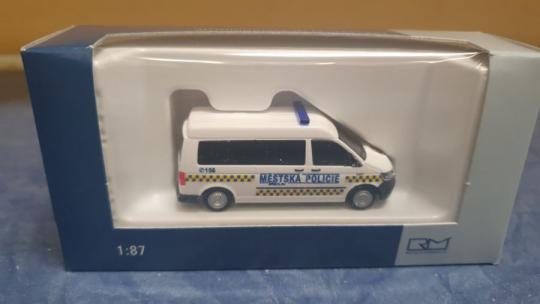 156
MĚSTSKÁ POLICIE
1:87
RM